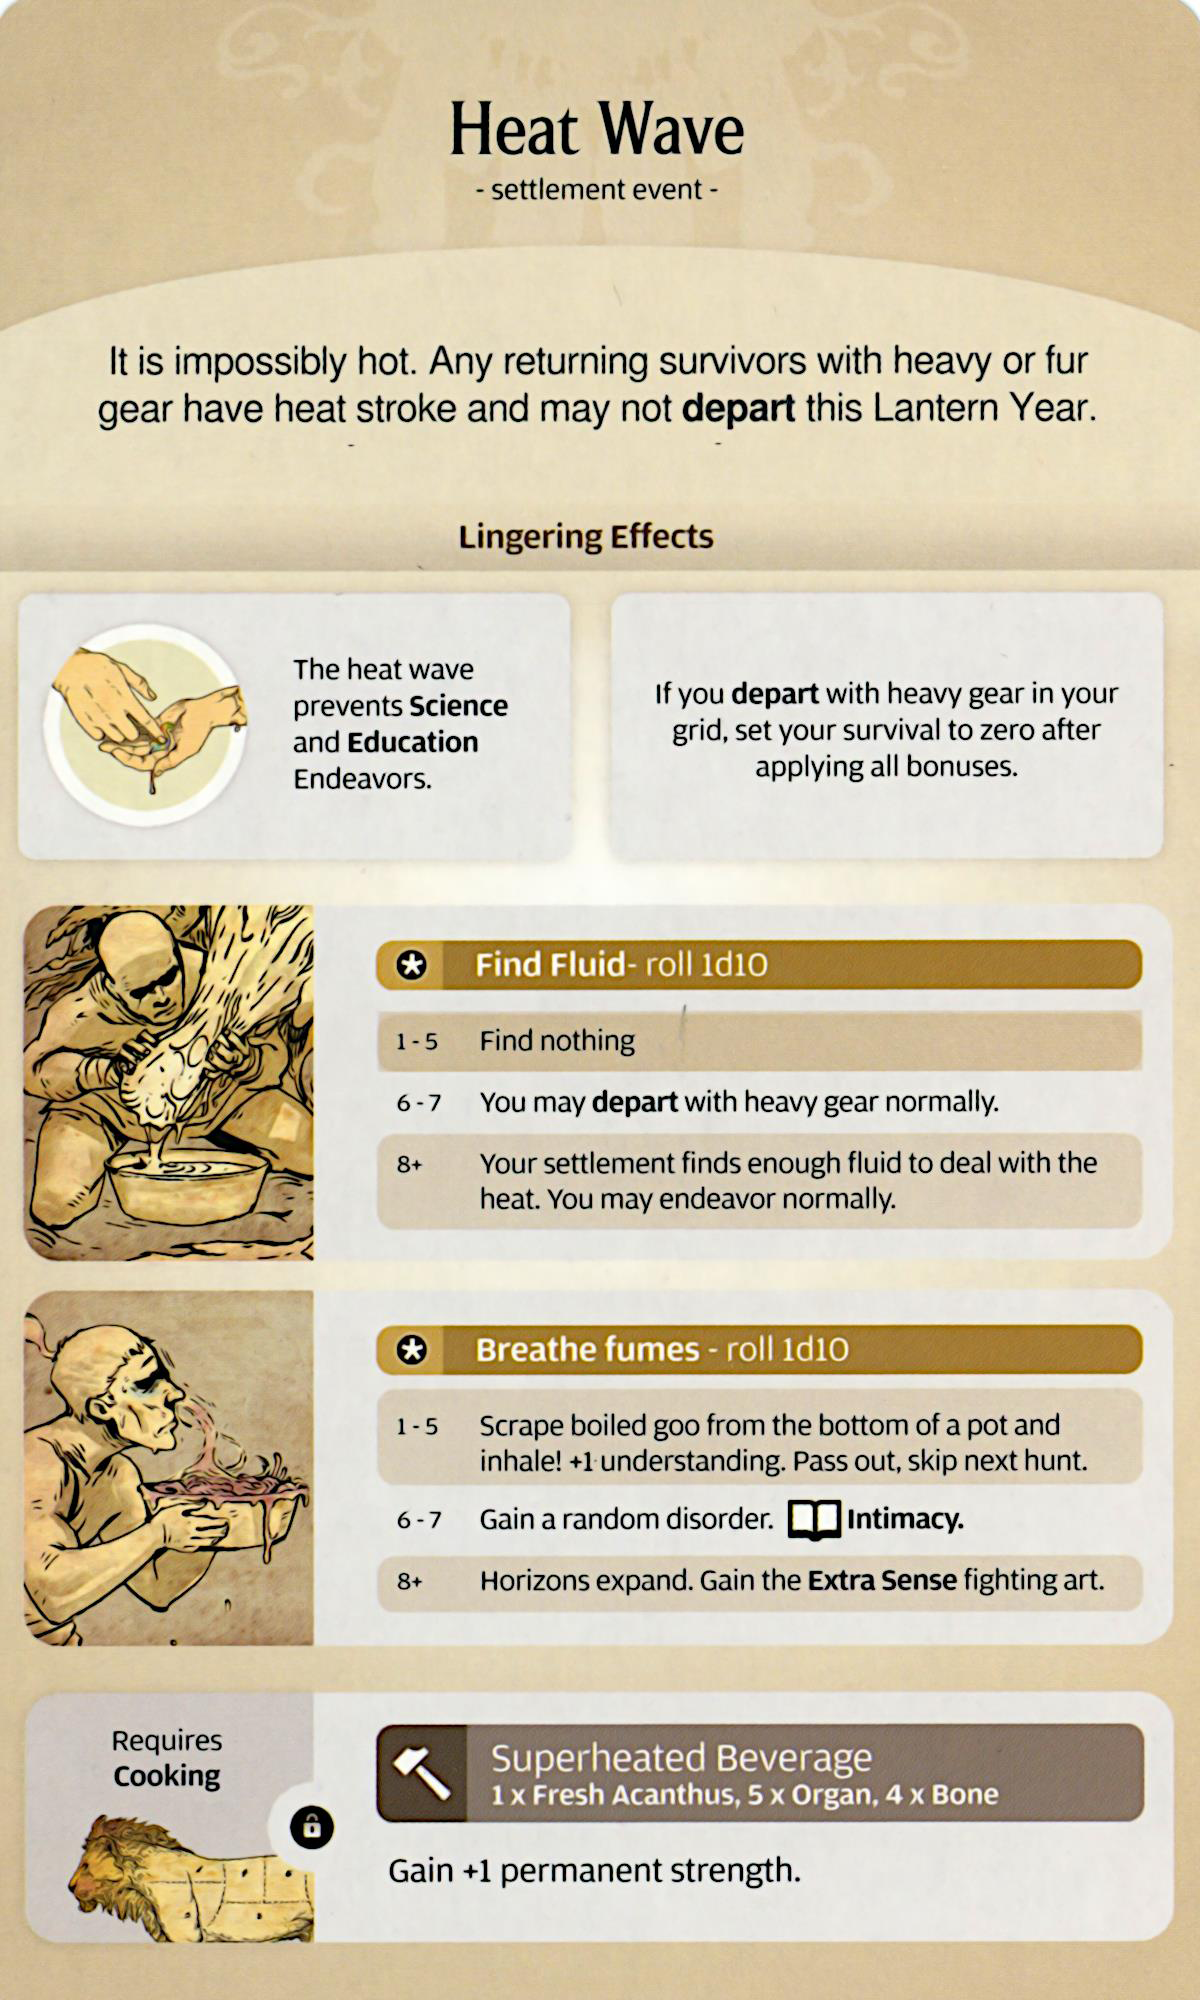 Heat Wave
- settlement event -
It is impossibly hot. Any returning survivors with heavy or fur
gear have heat stroke and may not depart this Lantern Year.
Lingering Effects
The heat wave
prevents Science
and Education
Endeavors.
If you depart with heavy gear in your
grid, set your survival to zero after
applying all bonuses.
Find Fluid- roll 1d10
1 - 5 Find nothing
6 - 7 You may depart with heavy gear normally.
8+ Your settlement finds enough fluid to deal with the
heat. You may endeavor normally.
Breathe fumes - roll 1d10
1 - 5 Scrape boiled goo from the bottom of a pot and
inhale! +1 understanding. Pass out, skip next hunt.
6 - 7 Gain a random disorder. Intimacy.
8+ Horizons expand. Gain the Extra Sense fighting art.
Requires
Cooking
Superheated Beverage
1 x Fresh Acanthus, 5 x Organ, 4 x Bone
Gain +1 permanent strength.